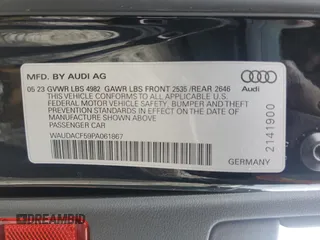 MFD. BY AUDI AG
05 23 GVWR LBS 4982 GAWR LBS FRONT 2535 /REAR 2646
THIS VEHICLE CONFORMS TO ALL APPLICABLE U.S.
FEDERAL MOTOR VEHICLE SAFETY, BUMPER AND THEFT
PREVENTION STANDARDS IN EFFECT ON THE DATE OF
MANUFACTURE SHOWN ABOVE
PASSENGER CAR
WAUDACF59PA061867
Audi
2141900
GERMANY
DREAMBID